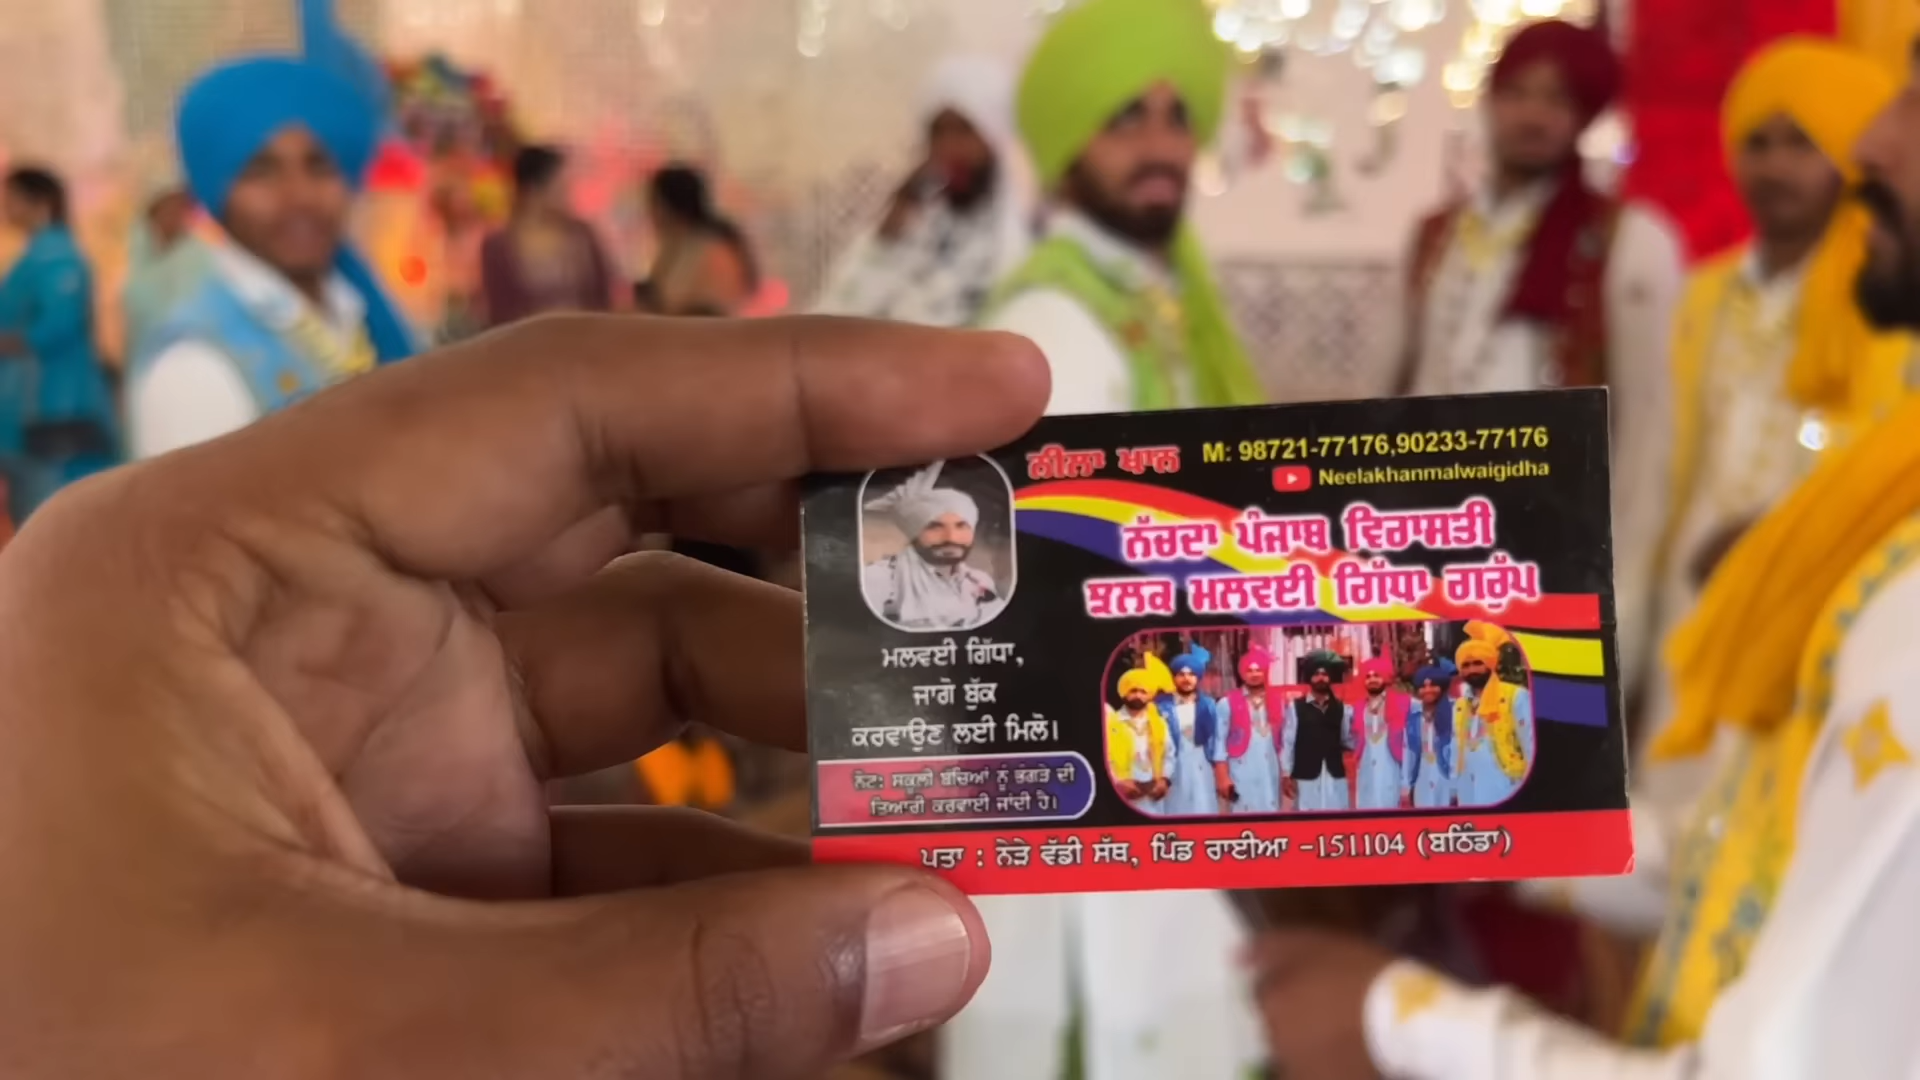 ਨੀਲਾ ਖਾਨ
M: 98721-77176,90233-77176
Neelakhanmalwaigidha
ਨੱਚਦਾ ਪੰਜਾਬ ਵਿਰਾਸਤੀ
ਝਲਕ ਮਲਵਈ ਗਿੱਧਾ ਗਰੁੱਪ
ਮਲਵਈ ਗਿੱਧਾ,
ਜਾਗੋ ਬੁੱਕ
ਕਰਵਾਉਣ ਲਈ ਮਿਲੋ।
ਨੋਟ: ਸਕੂਲੀ ਬੱਚਿਆਂ ਨੂੰ ਭੰਗੜੇ ਦੀ
ਤਿਆਰੀ ਕਰਵਾਈ ਜਾਂਦੀ ਹੈ।
ਪਤਾ : ਨੇੜੇ ਵੱਡੀ ਸੱਥ, ਪਿੰਡ ਰਾਈਆ -151104 (ਬਠਿੰਡਾ)